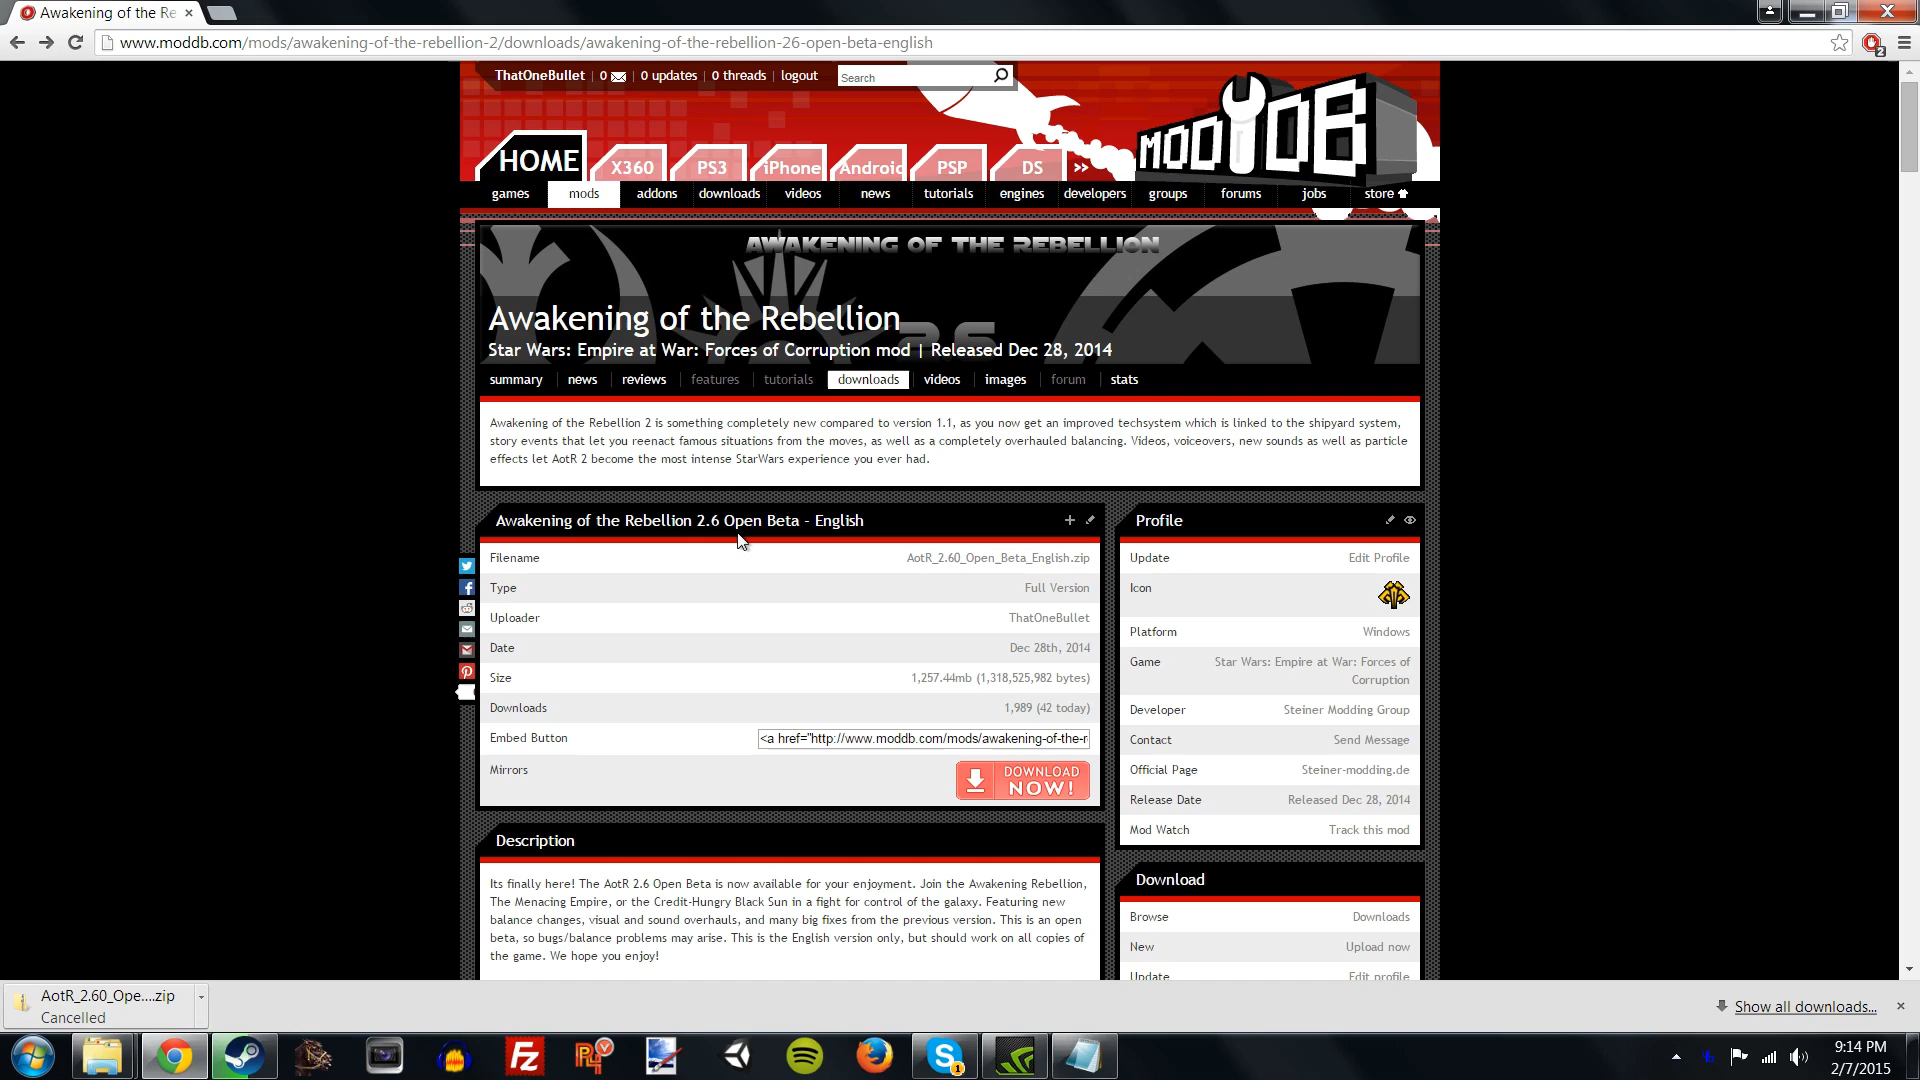 Awakening of the Re
www.moddb.com/mods/awakening-of-the-rebellion-2/downloads/awakening-of-the-rebellion-26-open-beta-english
2
ThatOneBullet | 0 | 0 updates | 0 threads | logout
Search
MODDB
HOME X360 PS3 iPhone Android PSP DS »
games mods addons downloads videos news tutorials engines developers groups forums jobs store
AWAKENING OF THE REBELLION
2.6
Awakening of the Rebellion
Star Wars: Empire at War: Forces of Corruption mod | Released Dec 28, 2014
summary news reviews features tutorials downloads videos images forum stats
Awakening of the Rebellion 2 is something completely new compared to version 1.1, as you now get an improved techsystem which is linked to the shipyard system,
story events that let you reenact famous situations from the moves, as well as a completely overhauled balancing. Videos, voiceovers, new sounds as well as particle
effects let AotR 2 become the most intense StarWars experience you ever had.
Awakening of the Rebellion 2.6 Open Beta - English
Filename AotR_2.60_Open_Beta_English.zip
Type Full Version
Uploader ThatOneBullet
Date Dec 28th, 2014
Size 1,257.44mb (1,318,525,982 bytes)
Downloads 1,989 (42 today)
Embed Button <a href="http://www.moddb.com/mods/awakening-of-the-r
Mirrors DOWNLOAD
NOW!
Description
Its finally here! The AotR 2.6 Open Beta is now available for your enjoyment. Join the Awakening Rebellion,
The Menacing Empire, or the Credit-Hungry Black Sun in a fight for control of the galaxy. Featuring new
balance changes, visual and sound overhauls, and many big fixes from the previous version. This is an open
beta, so bugs/balance problems may arise. This is the English version only, but should work on all copies of
the game. We hope you enjoy!
Profile
Update Edit Profile
Icon
Platform Windows
Game Star Wars: Empire at War: Forces of
Corruption
Developer Steiner Modding Group
Contact Send Message
Official Page Steiner-modding.de
Release Date Released Dec 28, 2014
Mod Watch Track this mod
Download
Browse Downloads
New Upload now
Update Edit profile
AotR_2.60_Ope....zip
Cancelled
Show all downloads...
9:14 PM
2/7/2015